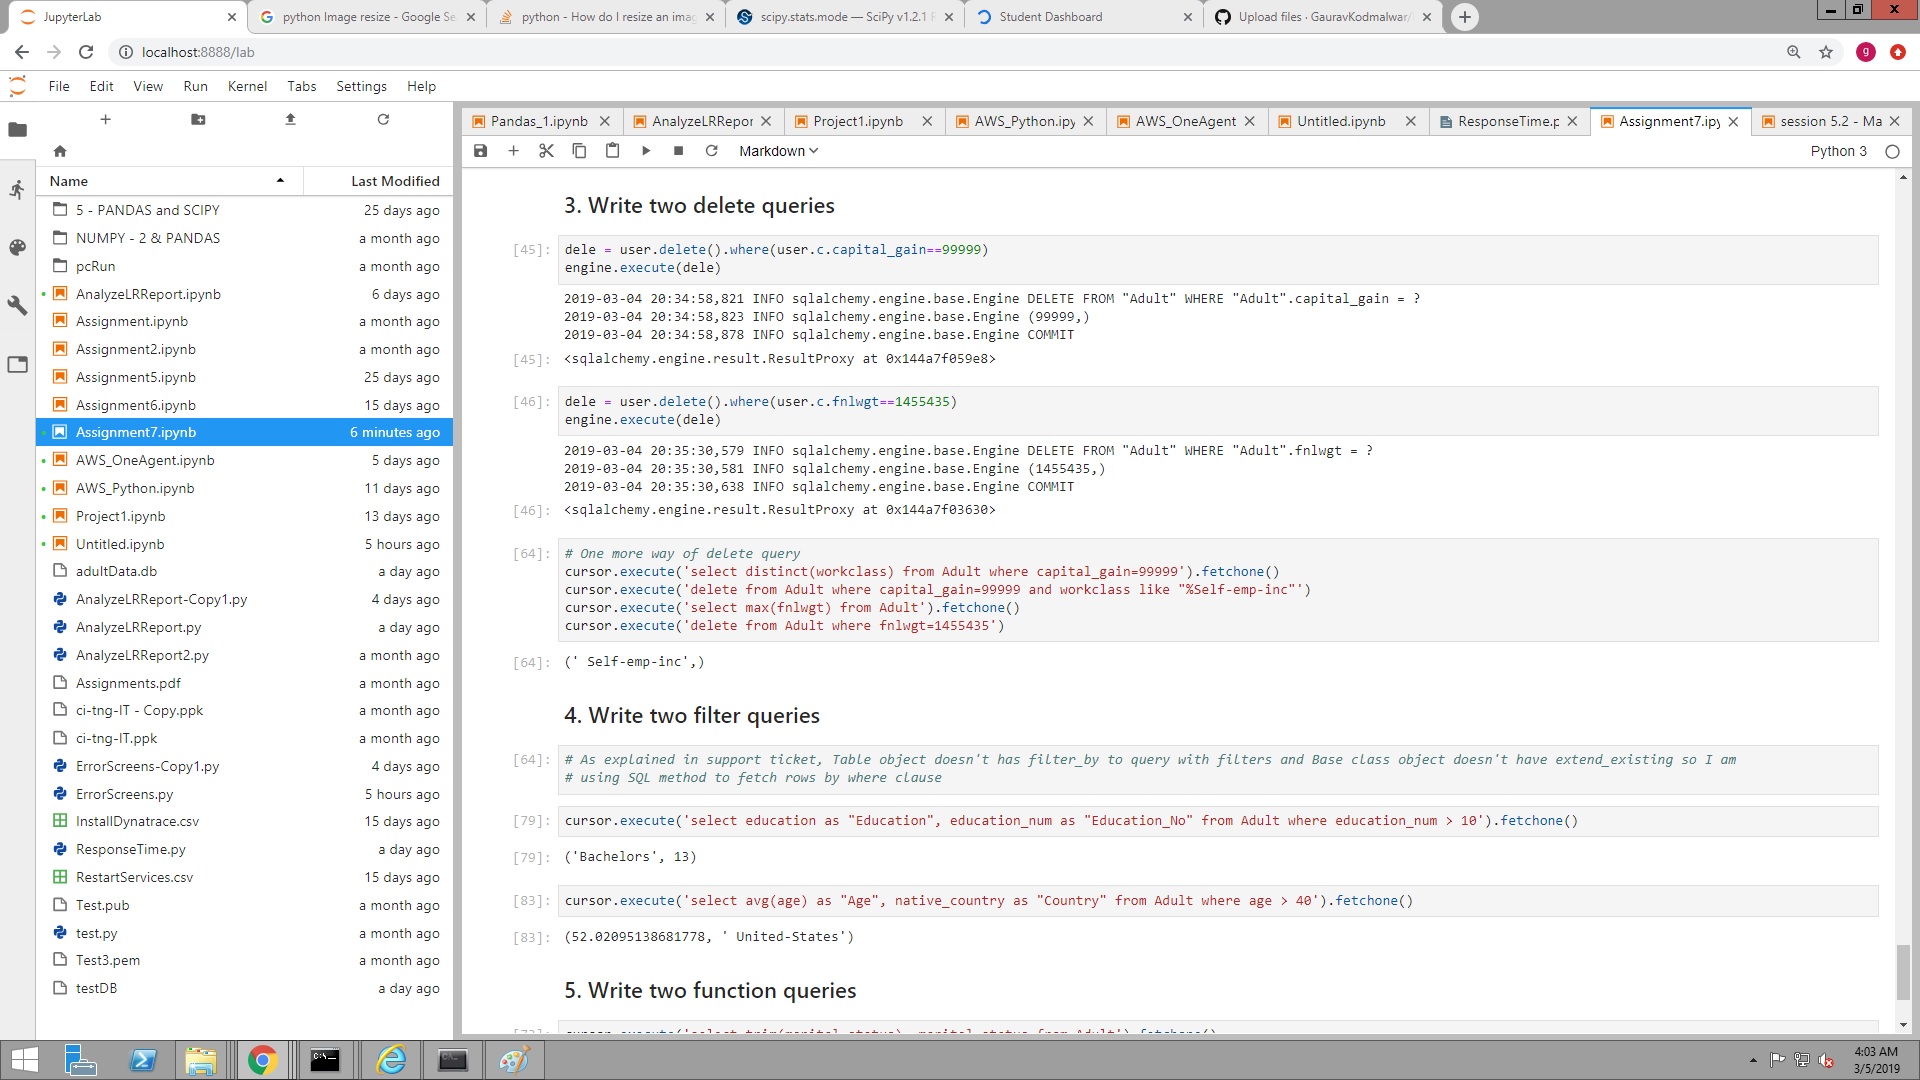 JupyterLab
python Image resize - Google Se
python - How do I resize an imag
scipy.stats.mode — SciPy v1.2.1 R
Student Dashboard
Upload files · GauravKodmalwar/
localhost:8888/lab
g
File Edit View Run Kernel Tabs Settings Help
Pandas_1.ipynb
AnalyzeLRRepor
Project1.ipynb
AWS_Python.ipy
AWS_OneAgent
Untitled.ipynb
ResponseTime.p
Assignment7.ipy
session 5.2 - Ma
Markdown
Python 3
Name Last Modified
5 - PANDAS and SCIPY 25 days ago
NUMPY - 2 & PANDAS a month ago
pcRun a month ago
AnalyzeLRReport.ipynb 6 days ago
Assignment.ipynb a month ago
Assignment2.ipynb a month ago
Assignment5.ipynb 25 days ago
Assignment6.ipynb 15 days ago
Assignment7.ipynb 6 minutes ago
AWS_OneAgent.ipynb 5 days ago
AWS_Python.ipynb 11 days ago
Project1.ipynb 13 days ago
Untitled.ipynb 5 hours ago
adultData.db a day ago
AnalyzeLRReport-Copy1.py 4 days ago
AnalyzeLRReport.py a day ago
AnalyzeLRReport2.py a month ago
Assignments.pdf a month ago
ci-tng-IT - Copy.ppk a month ago
ci-tng-IT.ppk a month ago
ErrorScreens-Copy1.py 4 days ago
ErrorScreens.py 5 hours ago
InstallDynatrace.csv 15 days ago
ResponseTime.py a day ago
RestartServices.csv 15 days ago
Test.pub a month ago
test.py a month ago
Test3.pem a month ago
testDB a day ago
3. Write two delete queries
[45]: dele = user.delete().where(user.c.capital_gain==99999)
engine.execute(dele)
2019-03-04 20:34:58,821 INFO sqlalchemy.engine.base.Engine DELETE FROM "Adult" WHERE "Adult".capital_gain = ?
2019-03-04 20:34:58,823 INFO sqlalchemy.engine.base.Engine (99999,)
2019-03-04 20:34:58,878 INFO sqlalchemy.engine.base.Engine COMMIT
[45]: <sqlalchemy.engine.result.ResultProxy at 0x144a7f059e8>
[46]: dele = user.delete().where(user.c.fnlwgt==1455435)
engine.execute(dele)
2019-03-04 20:35:30,579 INFO sqlalchemy.engine.base.Engine DELETE FROM "Adult" WHERE "Adult".fnlwgt = ?
2019-03-04 20:35:30,581 INFO sqlalchemy.engine.base.Engine (1455435,)
2019-03-04 20:35:30,638 INFO sqlalchemy.engine.base.Engine COMMIT
[46]: <sqlalchemy.engine.result.ResultProxy at 0x144a7f03630>
[64]: # One more way of delete query
cursor.execute('select distinct(workclass) from Adult where capital_gain=99999').fetchone()
cursor.execute('delete from Adult where capital_gain=99999 and workclass like "%Self-emp-inc"')
cursor.execute('select max(fnlwgt) from Adult').fetchone()
cursor.execute('delete from Adult where fnlwgt=1455435')
[64]: (' Self-emp-inc',)
4. Write two filter queries
[64]: # As explained in support ticket, Table object doesn't has filter_by to query with filters and Base class object doesn't have extend_existing so I am
# using SQL method to fetch rows by where clause
[79]: cursor.execute('select education as "Education", education_num as "Education_No" from Adult where education_num > 10').fetchone()
[79]: ('Bachelors', 13)
[83]: cursor.execute('select avg(age) as "Age", native_country as "Country" from Adult where age > 40').fetchone()
[83]: (52.02095138681778, ' United-States')
5. Write two function queries
4:03 AM
3/5/2019